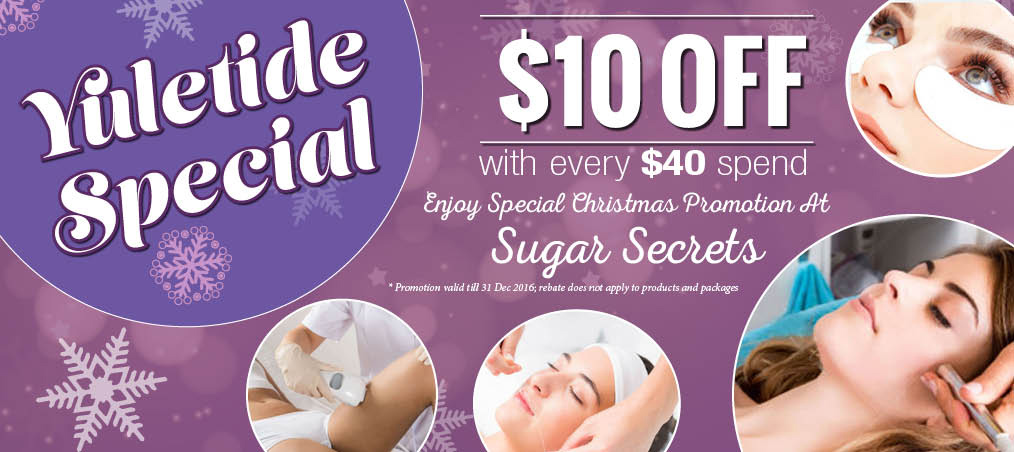 Yuletide
Special
$10 OFF
with every $40 spend
Enjoy Special Christmas Promotion At
Sugar Secrets
* Promotion valid till 31 Dec 2016; rebate does not apply to products and packages